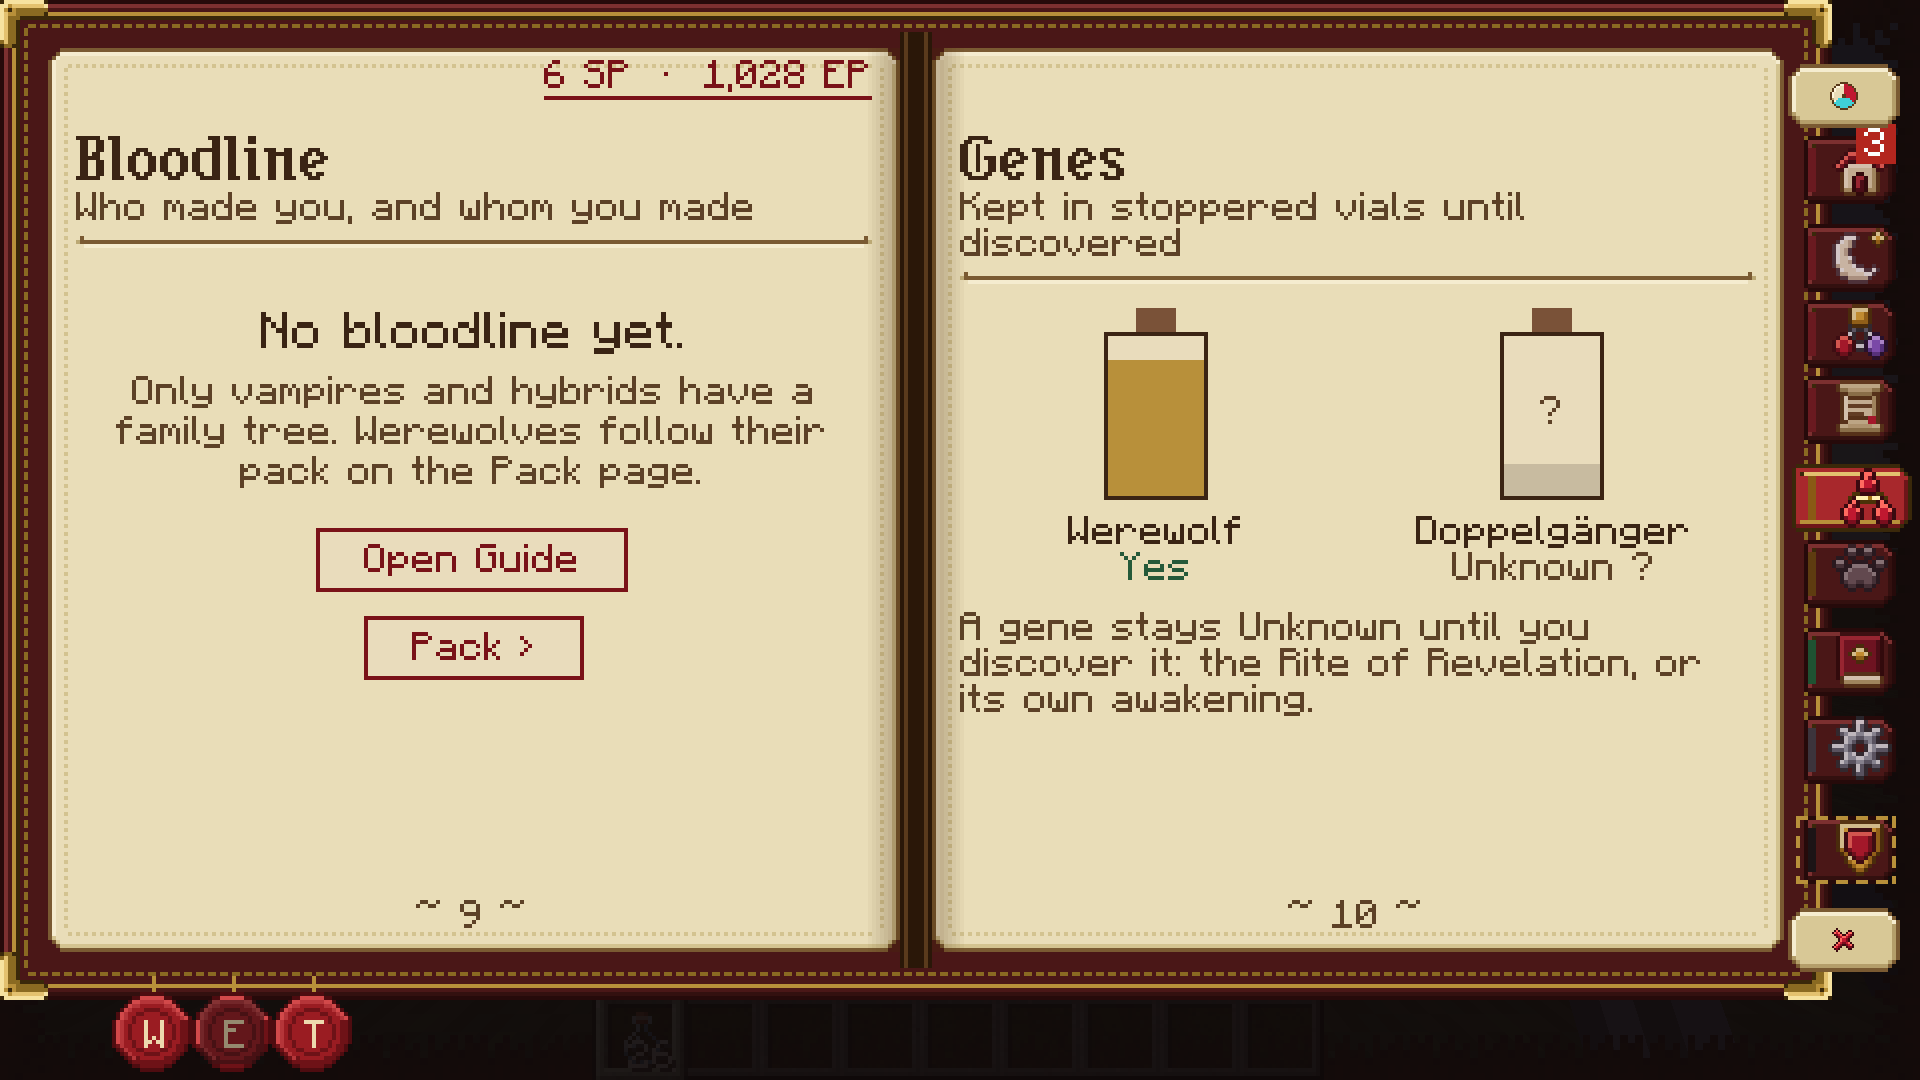 6 SP · 1,028 EP
Bloodline
Who made you, and whom you made
No bloodline yet.
Only vampires and hybrids have a
family tree. Werewolves follow their
pack on the Pack page.
Open Guide
Pack >
~ 9 ~
Genes
Kept in stoppered vials until
discovered
?
Werewolf
Yes
Doppelgänger
Unknown ?
A gene stays Unknown until you
discover it: the Rite of Revelation, or
its own awakening.
~ 10 ~
3
W E T
26